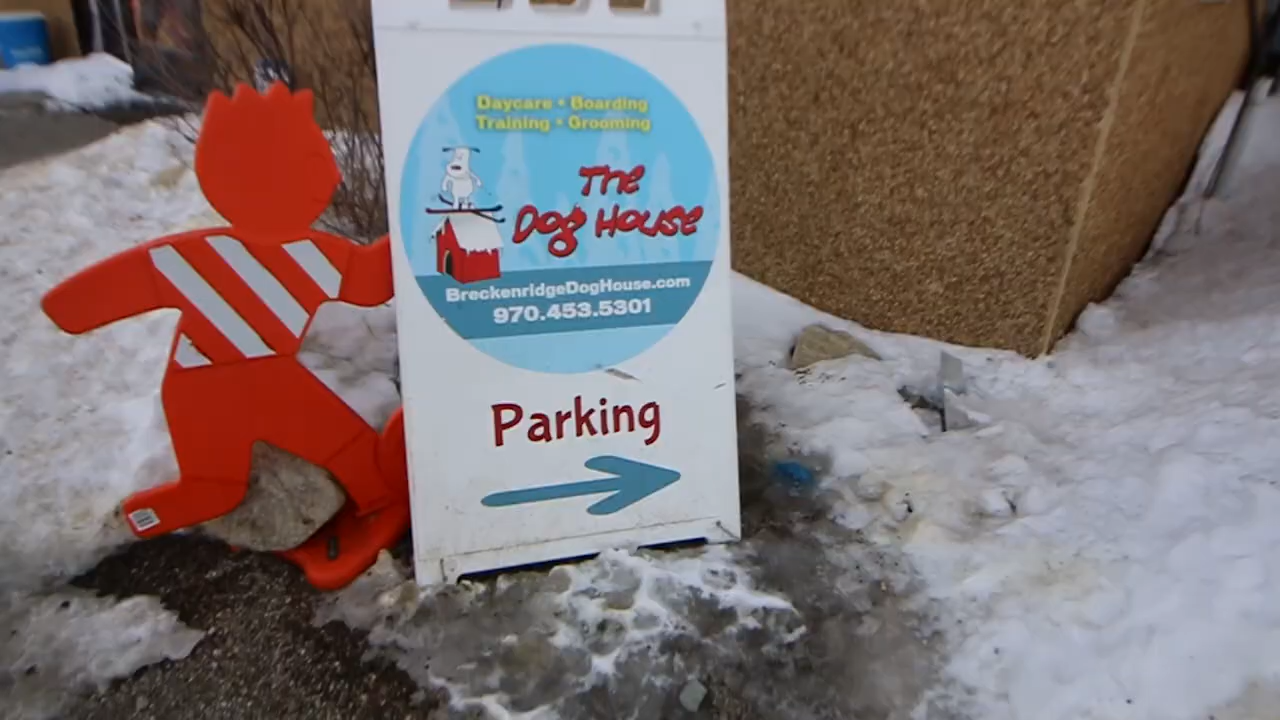 Daycare • Boarding
Training • Grooming
The
Dog House
BreckenridgeDogHouse.com
970.453.5301
Parking